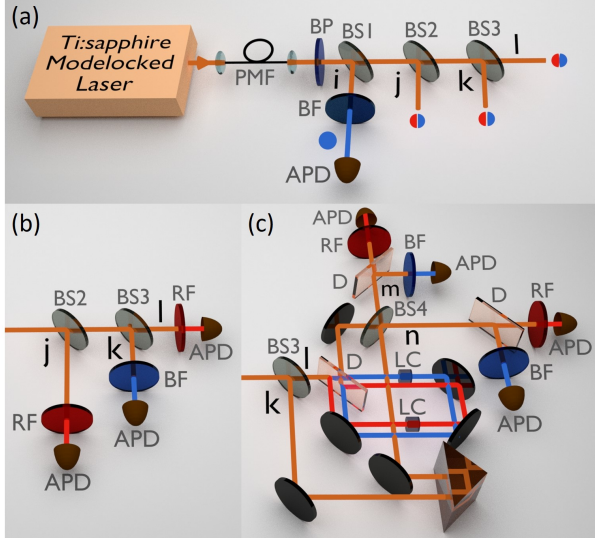 (a)
Ti:sapphire
Modelocked
Laser
PMF
BP
BS1
BS2
BS3
l
i
j
k
BF
APD
(b)
BS2
BS3
RF
l
j
k
APD
BF
RF
APD
APD
(c)
APD
RF
D
BF
APD
m
BS4
D
RF
n
APD
BF
APD
BS3
l
D
LC
k
LC